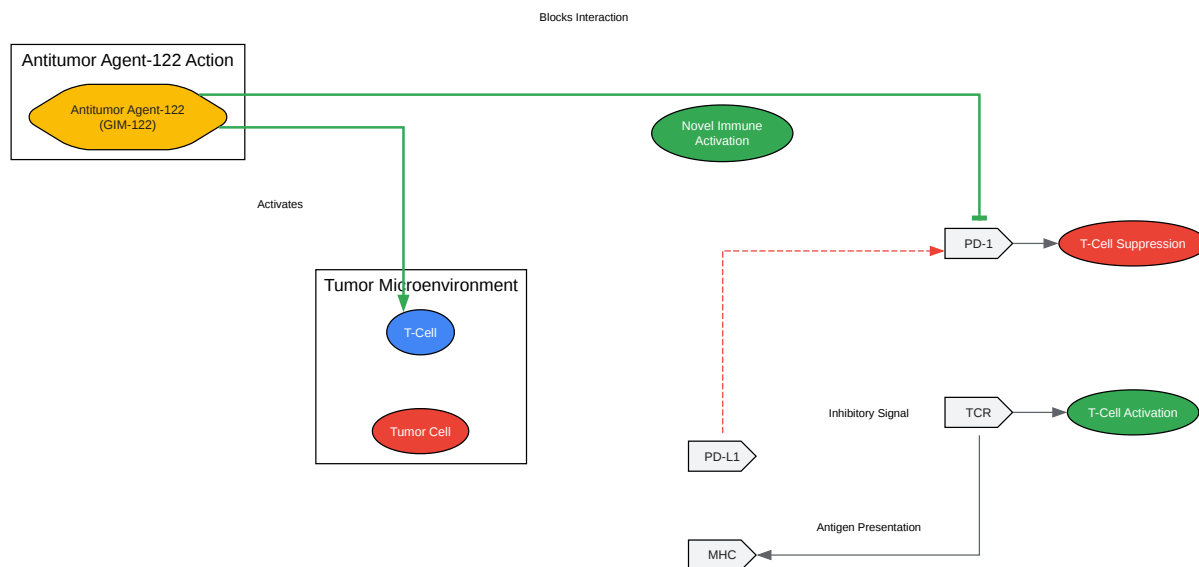 Blocks Interaction
Antitumor Agent-122 Action
Antitumor Agent-122
(GIM-122)
Novel Immune
Activation
Activates
PD-1
T-Cell Suppression
Tumor Microenvironment
T-Cell
Tumor Cell
Inhibitory Signal
TCR
T-Cell Activation
PD-L1
Antigen Presentation
MHC